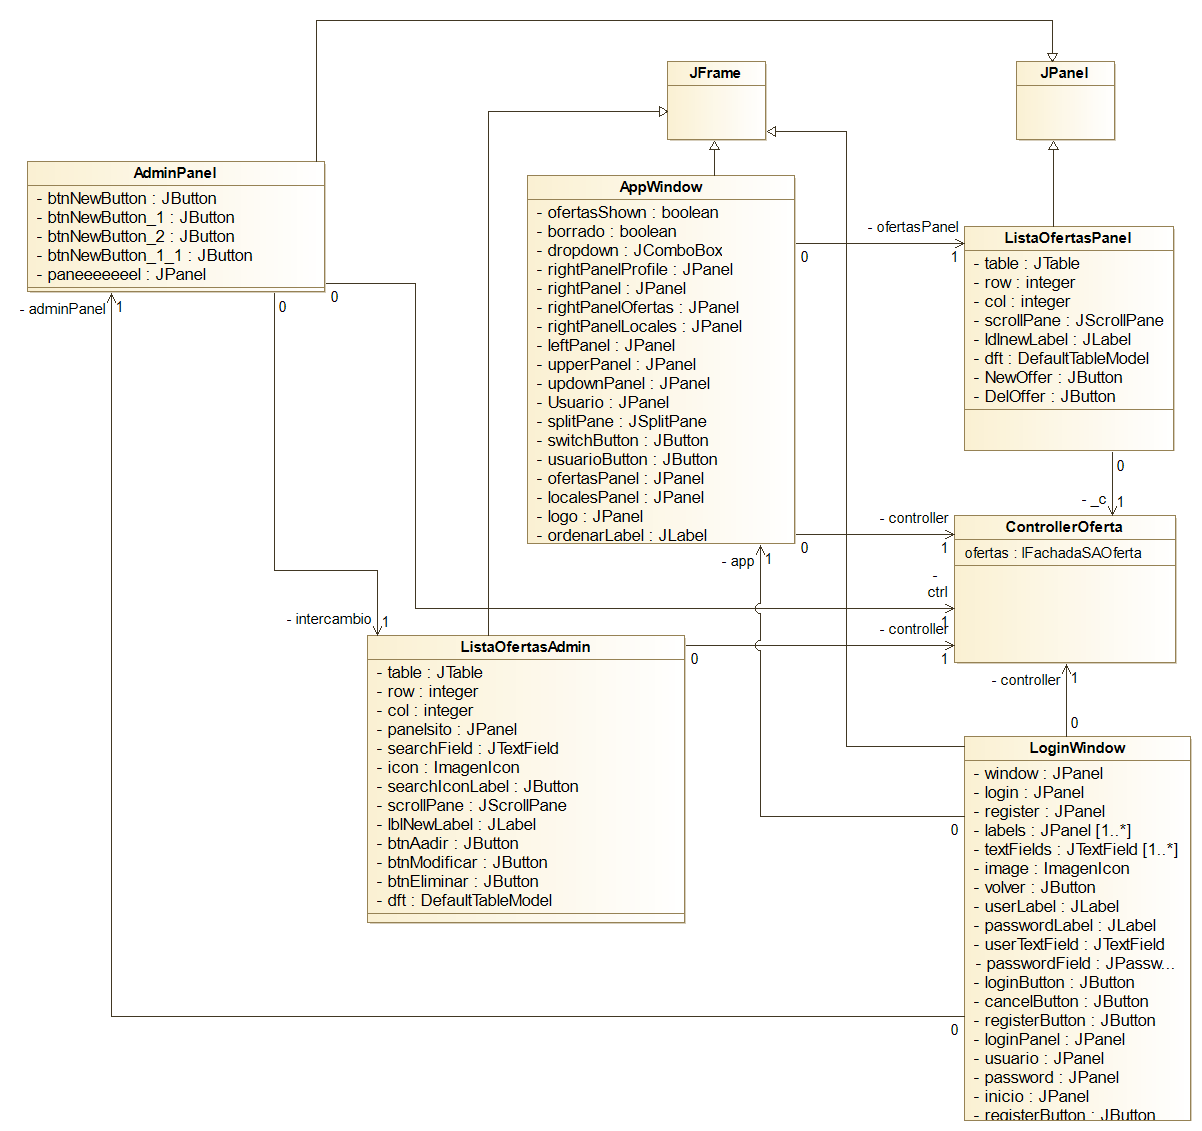 JFrame
JPanel
AdminPanel
- btnNewButton : JButton
- btnNewButton_1 : JButton
- btnNewButton_2 : JButton
- btnNewButton_1_1 : JButton
- paneeeeeeel : JPanel
AppWindow
- ofertasShown : boolean
- borrado : boolean
- dropdown : JComboBox
- rightPanelProfile : JPanel
- rightPanel : JPanel
- rightPanelOfertas : JPanel
- rightPanelLocales : JPanel
- leftPanel : JPanel
- upperPanel : JPanel
- updownPanel : JPanel
- Usuario : JPanel
- splitPane : JSplitPane
- switchButton : JButton
- usuarioButton : JButton
- ofertasPanel : JPanel
- localesPanel : JPanel
- logo : JPanel
- ordenarLabel : JLabel
- ofertasPanel
0
1
ListaOfertasPanel
- table : JTable
- row : integer
- col : integer
- scrollPane : JScrollPane
- ldlnewLabel : JLabel
- dft : DefaultTableModel
- NewOffer : JButton
- DelOffer : JButton
0
0
- adminPanel
1
0
- _c
1
- controller
0
1
ControllerOferta
ofertas : IFachadaSAOferta
- app
1
-
ctrl
1
- intercambio
1
- controller
0
1
ListaOfertasAdmin
- table : JTable
- row : integer
- col : integer
- panelsito : JPanel
- searchField : JTextField
- icon : ImagenIcon
- searchIconLabel : JButton
- scrollPane : JScrollPane
- lblNewLabel : JLabel
- btnAadir : JButton
- btnModificar : JButton
- btnEliminar : JButton
- dft : DefaultTableModel
- controller
1
0
LoginWindow
- window : JPanel
- login : JPanel
- register : JPanel
- labels : JPanel [1..*]
- textFields : JTextField [1..*]
- image : ImagenIcon
- volver : JButton
- userLabel : JLabel
- passwordLabel : JLabel
- userTextField : JTextField
- passwordField : JPassw...
- loginButton : JButton
- cancelButton : JButton
- registerButton : JButton
- loginPanel : JPanel
- usuario : JPanel
- password : JPanel
- inicio : JPanel
- registerButton : JButton
0
0